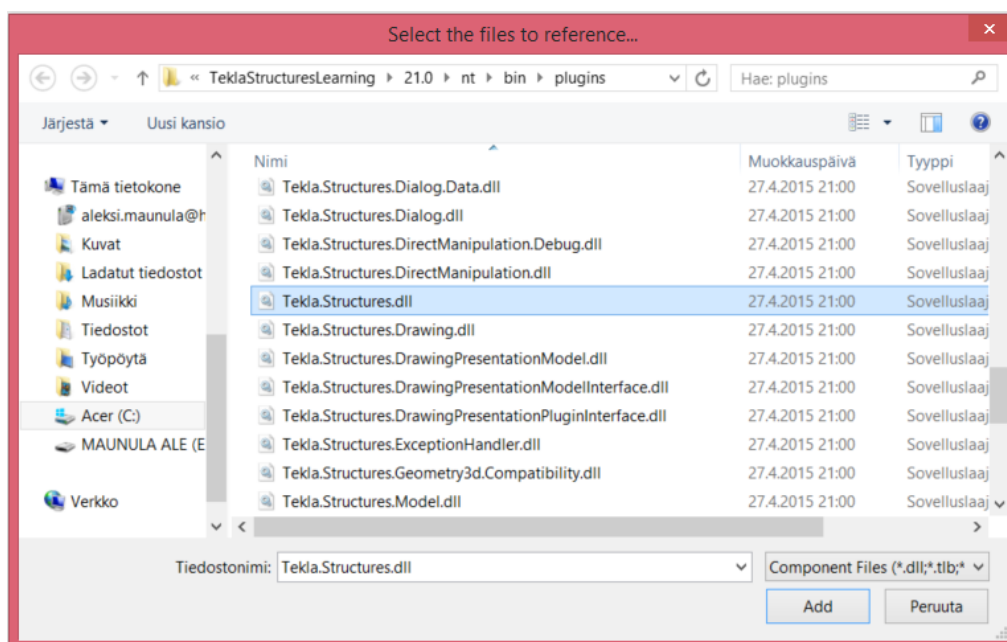 Select the files to reference...
« TeklaStructuresLearning ▸ 21.0 ▸ nt ▸ bin ▸ plugins
Hae: plugins
Järjestä
Uusi kansio
Nimi Muokkauspäivä Tyyppi
Tämä tietokone
aleksi.maunula@h
Kuvat
Ladatut tiedostot
Musiikki
Tiedostot
Työpöytä
Videot
Acer (C:)
MAUNULA ALE (E
Verkko
Tekla.Structures.Dialog.Data.dll 27.4.2015 21:00 Sovelluslaaj
Tekla.Structures.Dialog.dll 27.4.2015 21:00 Sovelluslaaj
Tekla.Structures.DirectManipulation.Debug.dll 27.4.2015 21:00 Sovelluslaaj
Tekla.Structures.DirectManipulation.dll 27.4.2015 21:00 Sovelluslaaj
Tekla.Structures.dll 27.4.2015 21:00 Sovelluslaaj
Tekla.Structures.Drawing.dll 27.4.2015 21:00 Sovelluslaaj
Tekla.Structures.DrawingPresentationModel.dll 27.4.2015 21:00 Sovelluslaaj
Tekla.Structures.DrawingPresentationModelInterface.dll 27.4.2015 21:00 Sovelluslaaj
Tekla.Structures.DrawingPresentationPluginInterface.dll 27.4.2015 21:00 Sovelluslaaj
Tekla.Structures.ExceptionHandler.dll 27.4.2015 21:00 Sovelluslaaj
Tekla.Structures.Geometry3d.Compatibility.dll 27.4.2015 21:00 Sovelluslaaj
Tekla.Structures.Model.dll 27.4.2015 21:00 Sovelluslaaj
Tiedostonimi: Tekla.Structures.dll
Component Files (*.dll;*.tlb;*
Add
Peruuta